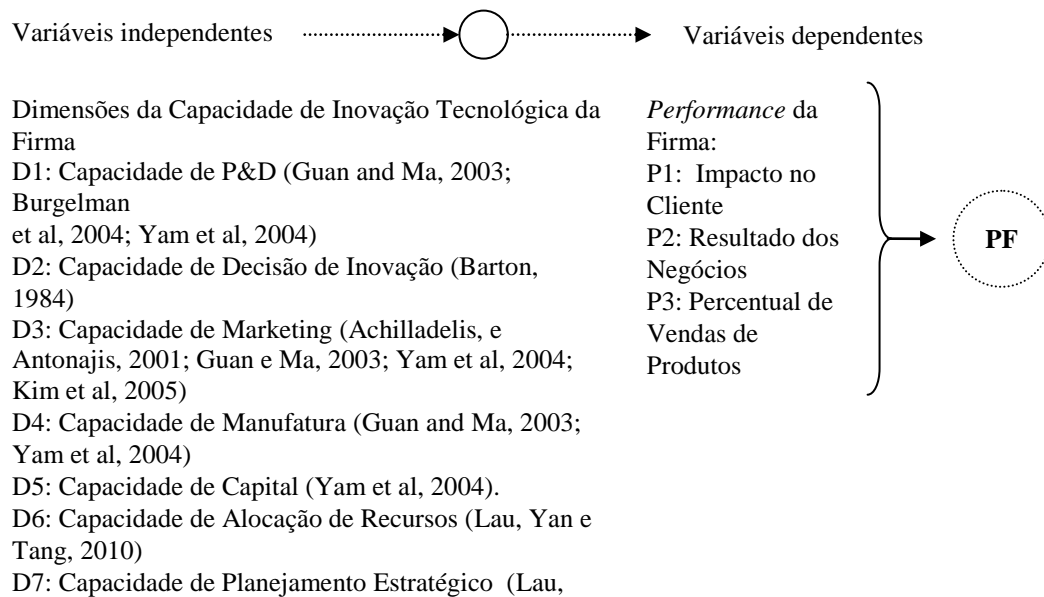 Variáveis independentes
Variáveis dependentes
Dimensões da Capacidade de Inovação Tecnológica da
Firma
D1: Capacidade de P&D (Guan and Ma, 2003;
Burgelman
et al, 2004; Yam et al, 2004)
D2: Capacidade de Decisão de Inovação (Barton,
1984)
D3: Capacidade de Marketing (Achilladelis, e
Antonajis, 2001; Guan e Ma, 2003; Yam et al, 2004;
Kim et al, 2005)
D4: Capacidade de Manufatura (Guan and Ma, 2003;
Yam et al, 2004)
D5: Capacidade de Capital (Yam et al, 2004).
D6: Capacidade de Alocação de Recursos (Lau, Yan e
Tang, 2010)
D7: Capacidade de Planejamento Estratégico (Lau,
Performance da
Firma:
P1: Impacto no
Cliente
P2: Resultado dos
Negócios
P3: Percentual de
Vendas de
Produtos
PF